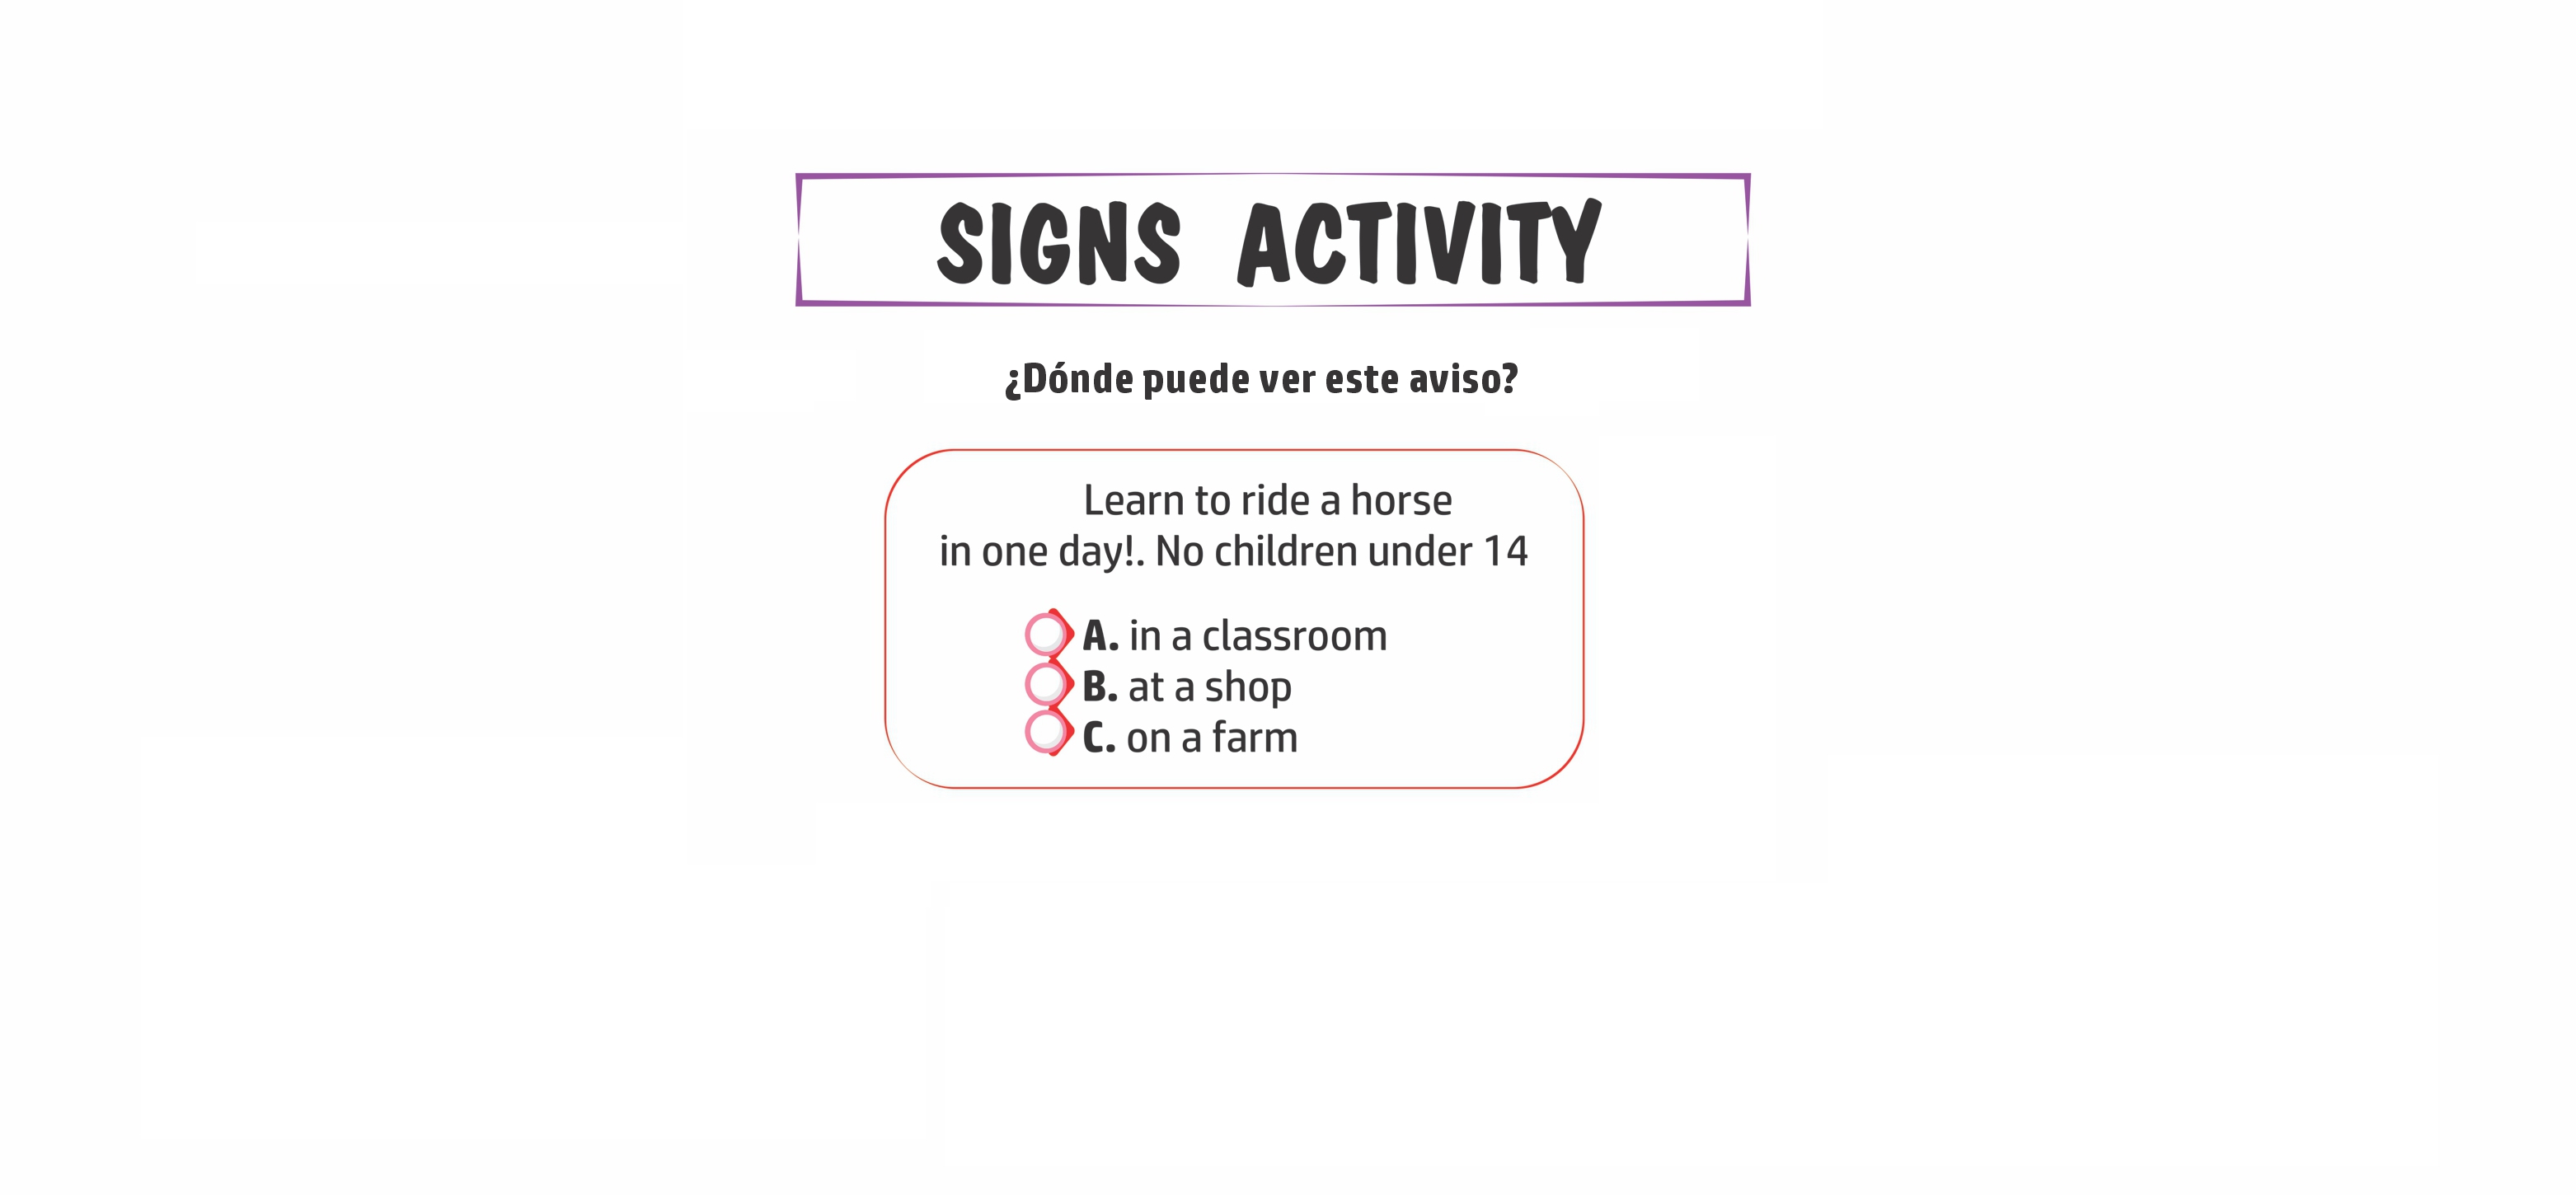 SIGNS ACTIVITY
¿Dónde puede ver este aviso?
Learn to ride a horse
in one day!. No children under 14
A. in a classroom
B. at a shop
C. on a farm